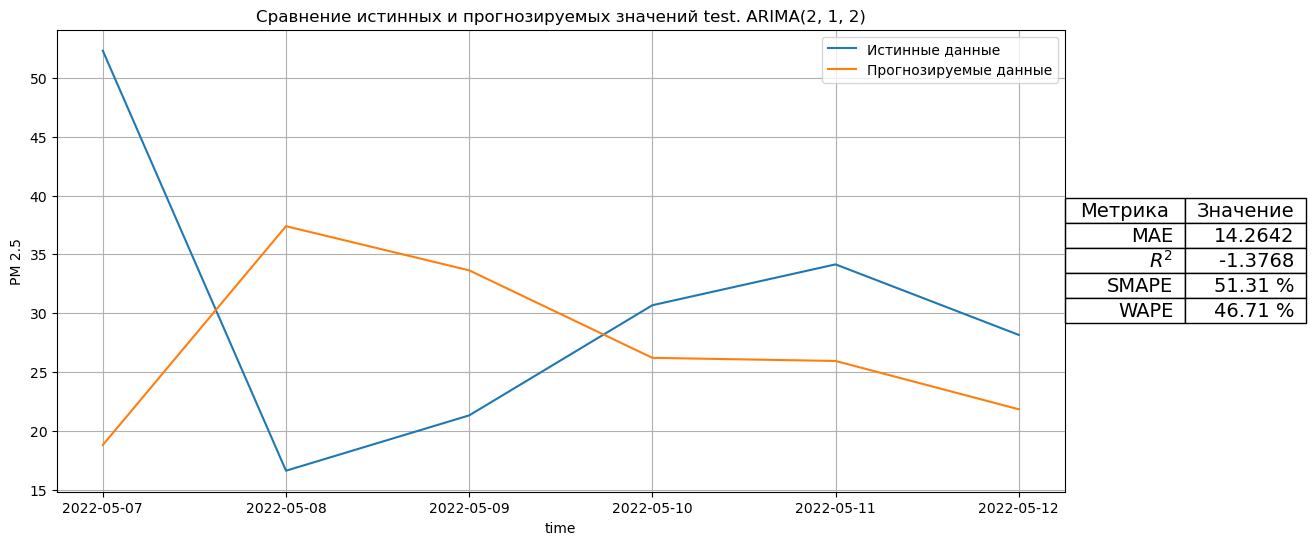 Сравнение истинных и прогнозируемых значений test. ARIMA(2, 1, 2)
Истинные данные
Прогнозируемые данные
PM 2.5
50
45
40
35
30
25
20
15
2022-05-07 2022-05-08 2022-05-09 2022-05-10 2022-05-11 2022-05-12
time
Метрика Значение
MAE 14.2642
R² -1.3768
SMAPE 51.31 %
WAPE 46.71 %